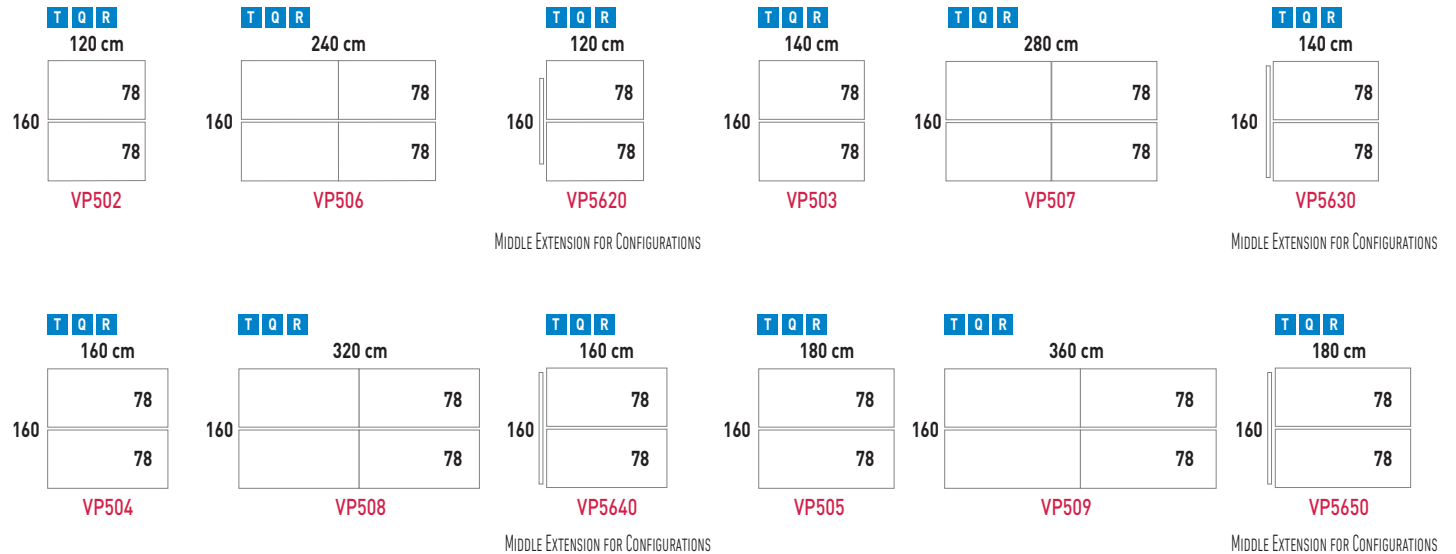 T Q R T Q R T Q R T Q R T Q R T Q R
120 cm 240 cm 120 cm 140 cm 280 cm 140 cm
78 78 78 78 78 78
160 160 160 160 160 160
78 78 78 78 78 78
VP502 VP506 VP5620 VP503 VP507 VP5630
Middle Extension for Configurations Middle Extension for Configurations
T Q R T Q R T Q R T Q R T Q R T Q R
160 cm 320 cm 160 cm 180 cm 360 cm 180 cm
78 78 78 78 78 78
160 160 160 160 160 160
78 78 78 78 78 78
VP504 VP508 VP5640 VP505 VP509 VP5650
Middle Extension for Configurations Middle Extension for Configurations